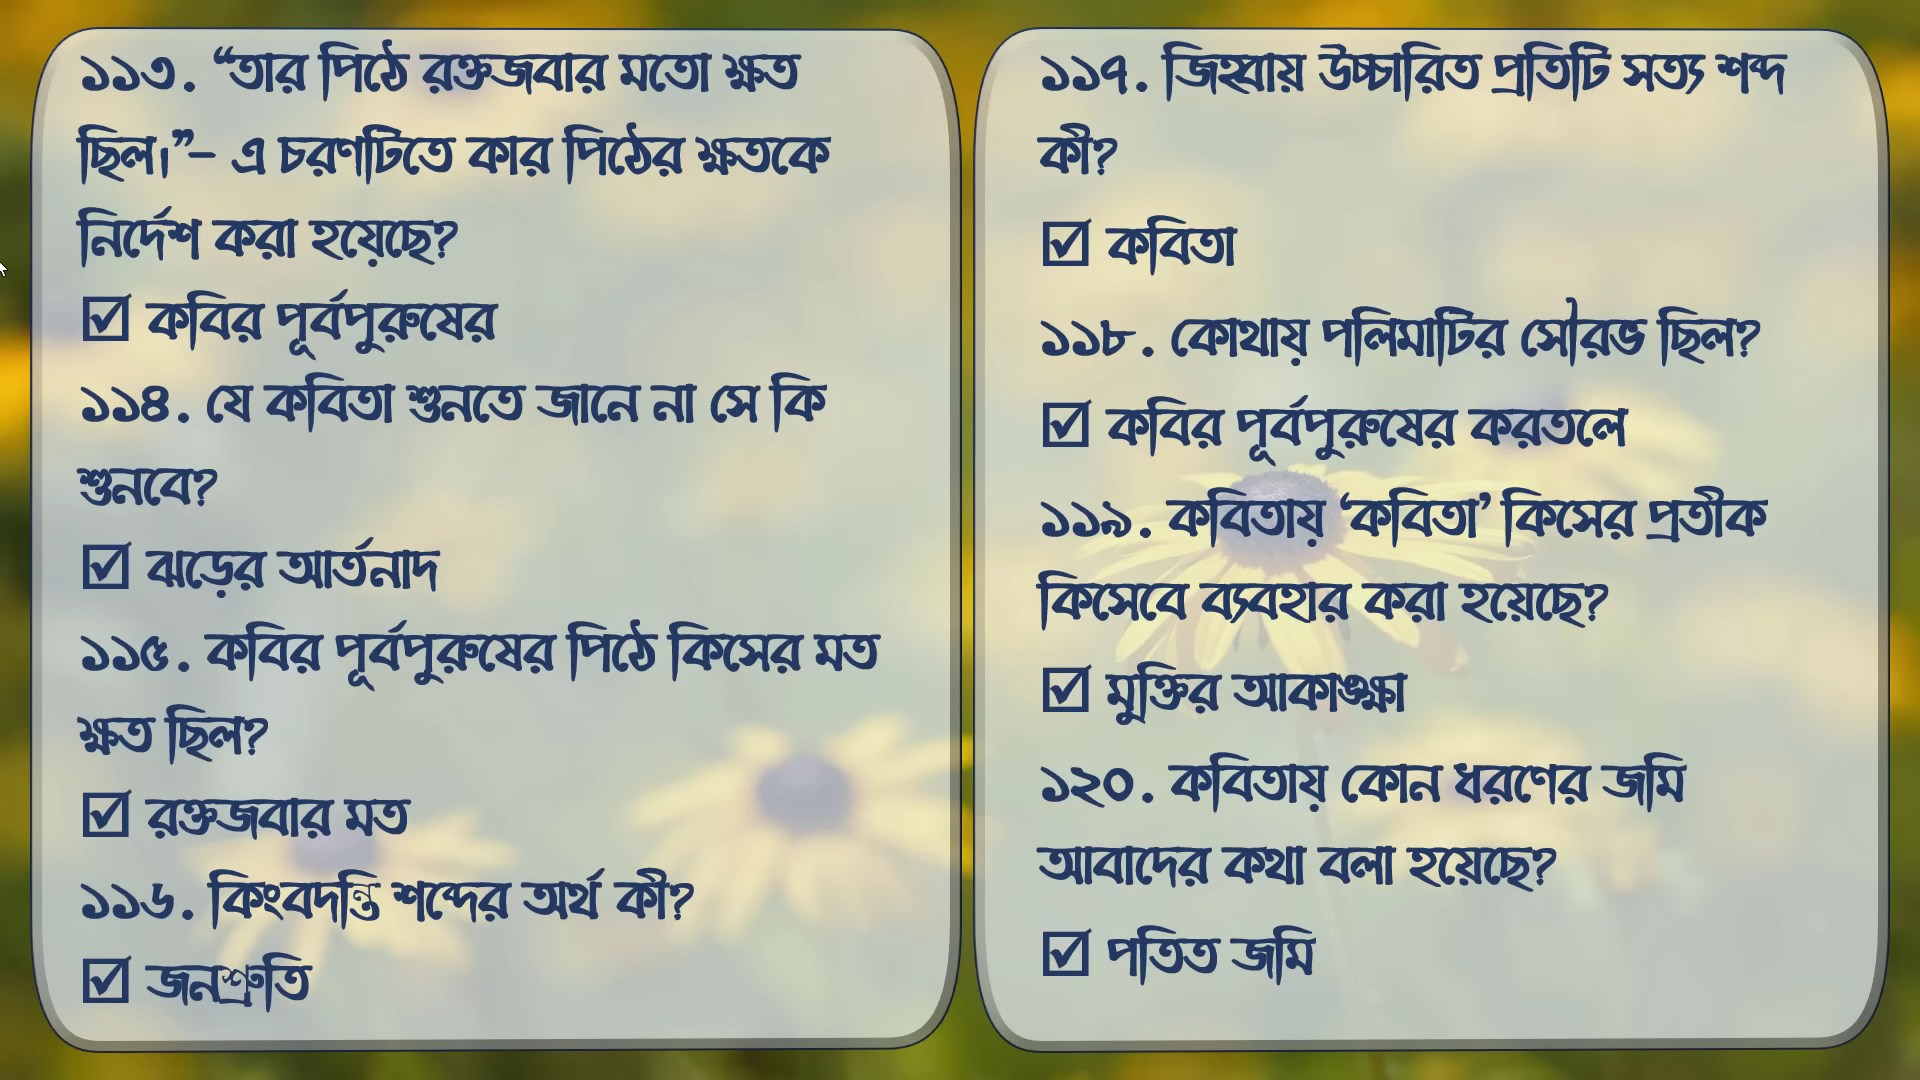 ১১৩. “তার পিঠে রক্তজবার মতো ক্ষত
ছিল।”– এ চরণটিতে কার পিঠের ক্ষতকে
নির্দেশ করা হয়েছে?
☑ কবির পূর্বপুরুষের
১১৪. যে কবিতা শুনতে জানে না সে কি
শুনবে?
☑ ঝড়ের আর্তনাদ
১১৫. কবির পূর্বপুরুষের পিঠে কিসের মত
ক্ষত ছিল?
☑ রক্তজবার মত
১১৬. কিংবদন্তি শব্দের অর্থ কী?
☑ জনশ্রুতি
১১৭. জিহ্বায় উচ্চারিত প্রতিটি সত্য শব্দ
কী?
☑ কবিতা
১১৮. কোথায় পলিমাটির সৌরভ ছিল?
☑ কবির পূর্বপুরুষের করতলে
১১৯. কবিতায় ‘কবিতা’ কিসের প্রতীক
কিসেবে ব্যবহার করা হয়েছে?
☑ মুক্তির আকাঙ্ক্ষা
১২০. কবিতায় কোন ধরণের জমি
আবাদের কথা বলা হয়েছে?
☑ পতিত জমি